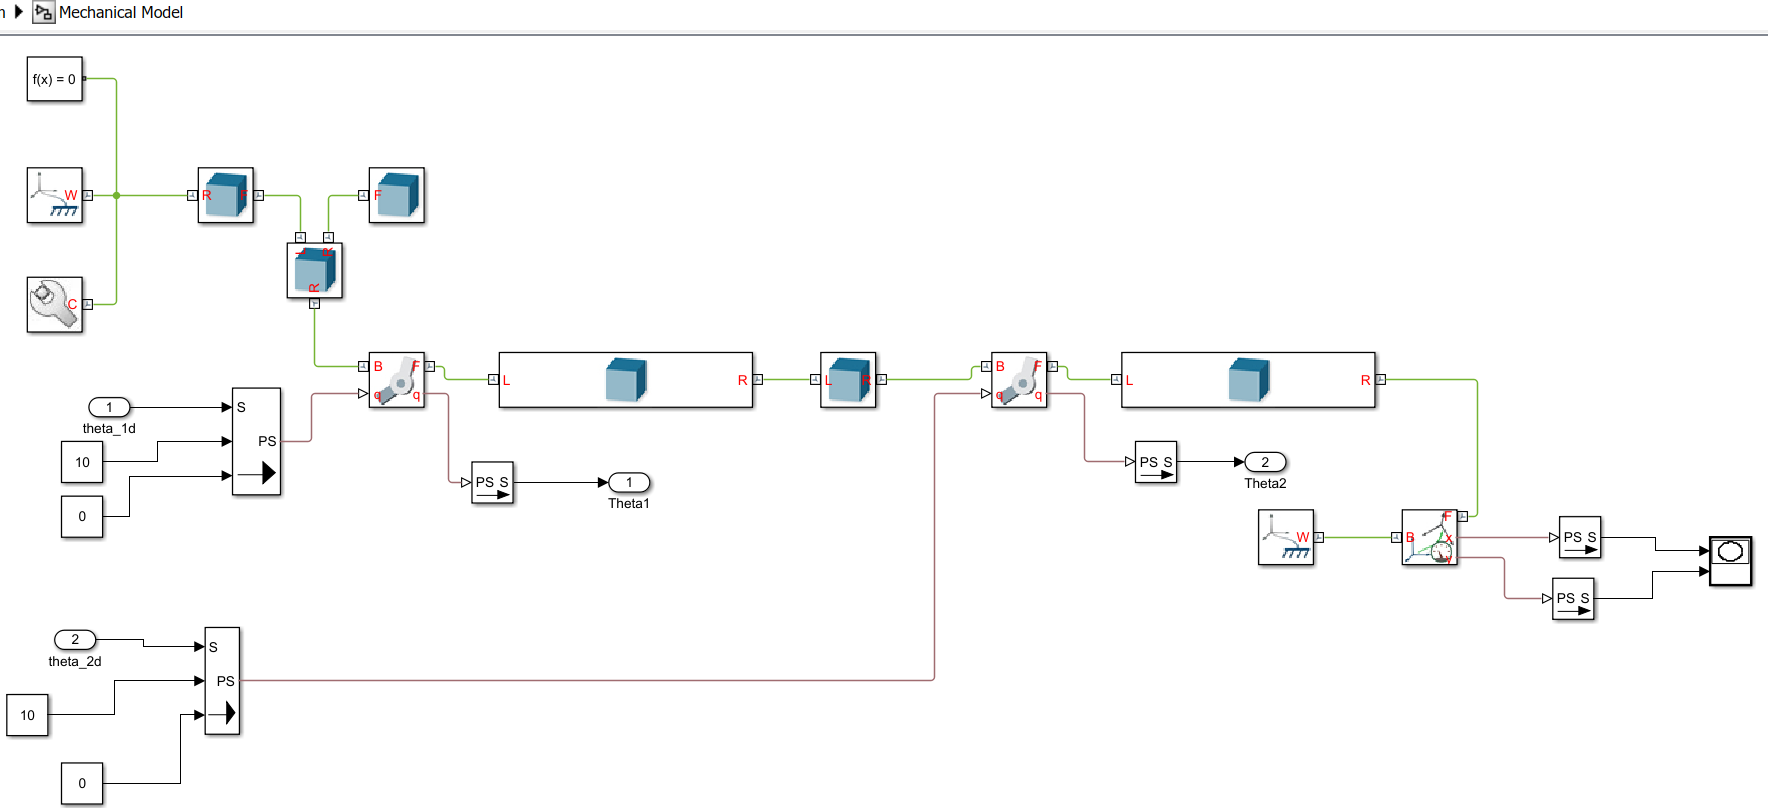 n Mechanical Model
f(x) = 0
W
R F
F
C
L R
R
B F
q q
L R
L R
B F
q q
L R
1
theta_1d
S
PS
10
0
PS S
1
Theta1
PS S
2
Theta2
W
B F
x
y
PS S
PS S
2
theta_2d
S
PS
10
0